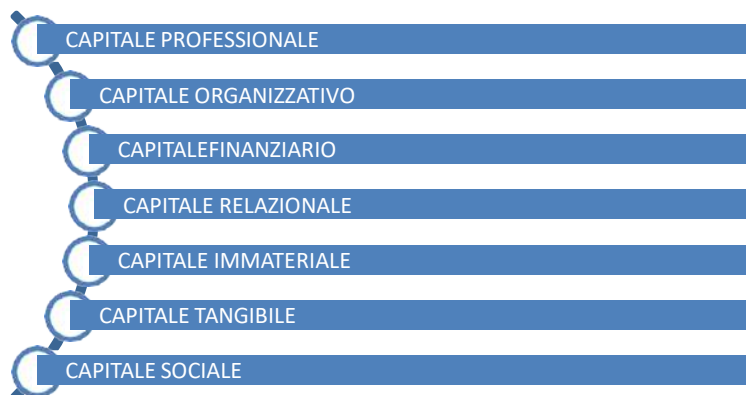 CAPITALE PROFESSIONALE
CAPITALE ORGANIZZATIVO
CAPITALEFINANZIARIO
CAPITALE RELAZIONALE
CAPITALE IMMATERIALE
CAPITALE TANGIBILE
CAPITALE SOCIALE